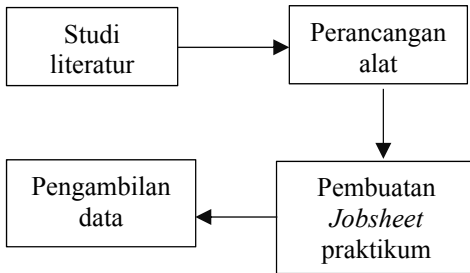 Studi
literatur
Perancangan
alat
Pembuatan
Jobsheet
praktikum
Pengambilan
data